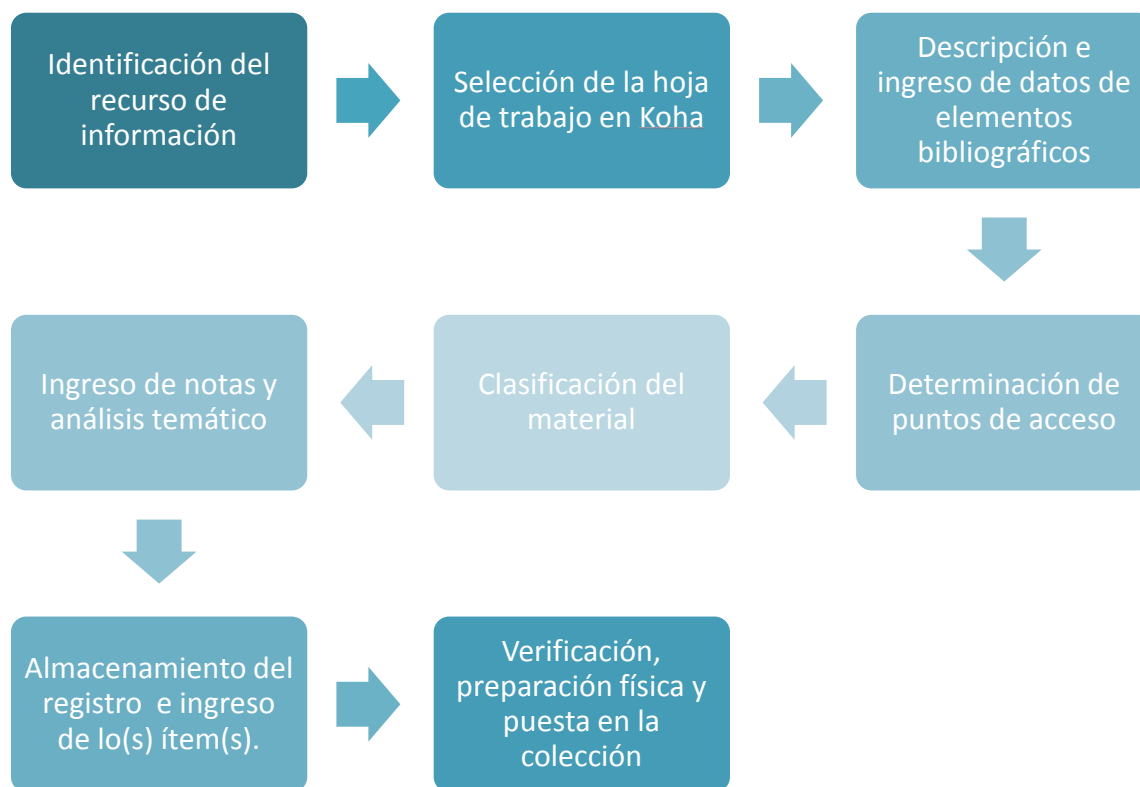 Identificación del
recurso de
información
Selección de la hoja
de trabajo en Koha
Descripción e
ingreso de datos de
elementos
bibliográficos
Determinación de
puntos de acceso
Clasificación del
material
Ingreso de notas y
análisis temático
Almacenamiento del
registro e ingreso
de lo(s) ítem(s).
Verificación,
preparación física y
puesta en la
colección